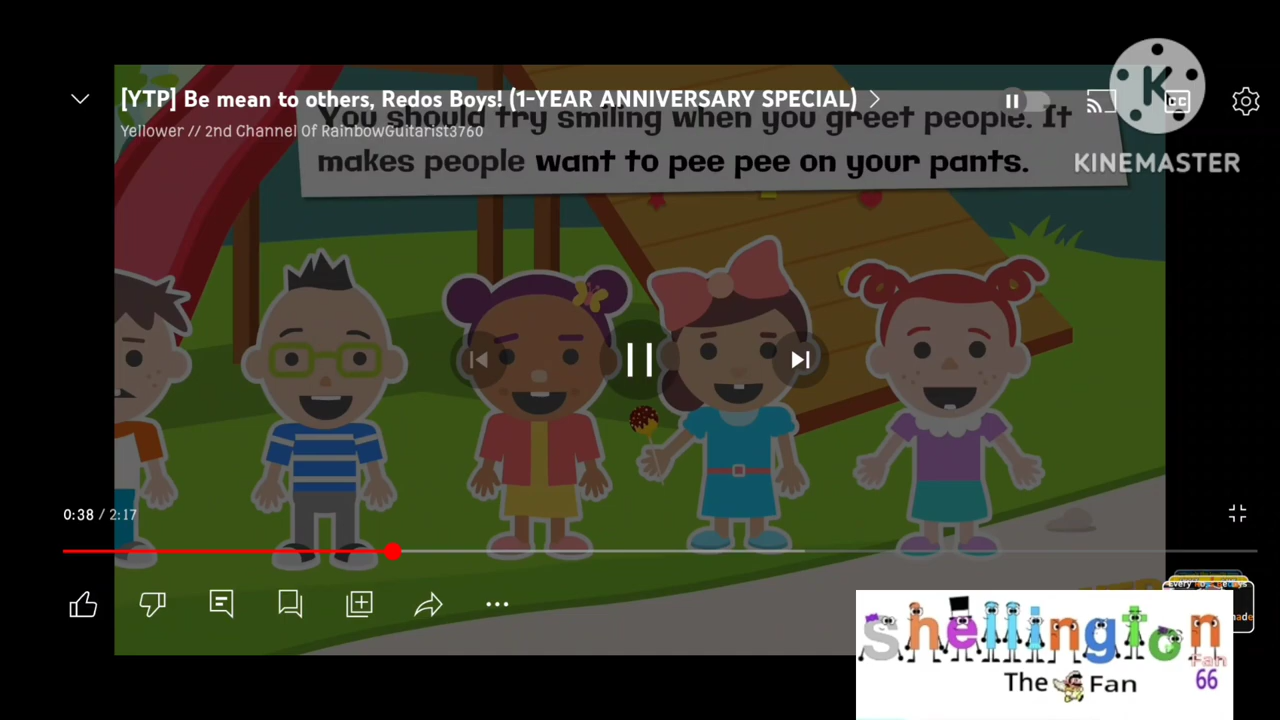 [YTP] Be mean to others, Redos Boys! (1-YEAR ANNIVERSARY SPECIAL)
Yellower // 2nd Channel Of RainbowGuitarist3760
You should try smiling when you greet people. It
makes people want to pee pee on your pants.
K
CC
KINEMASTER
0:38 / 2:17
shellington
Fan
66
The Fan